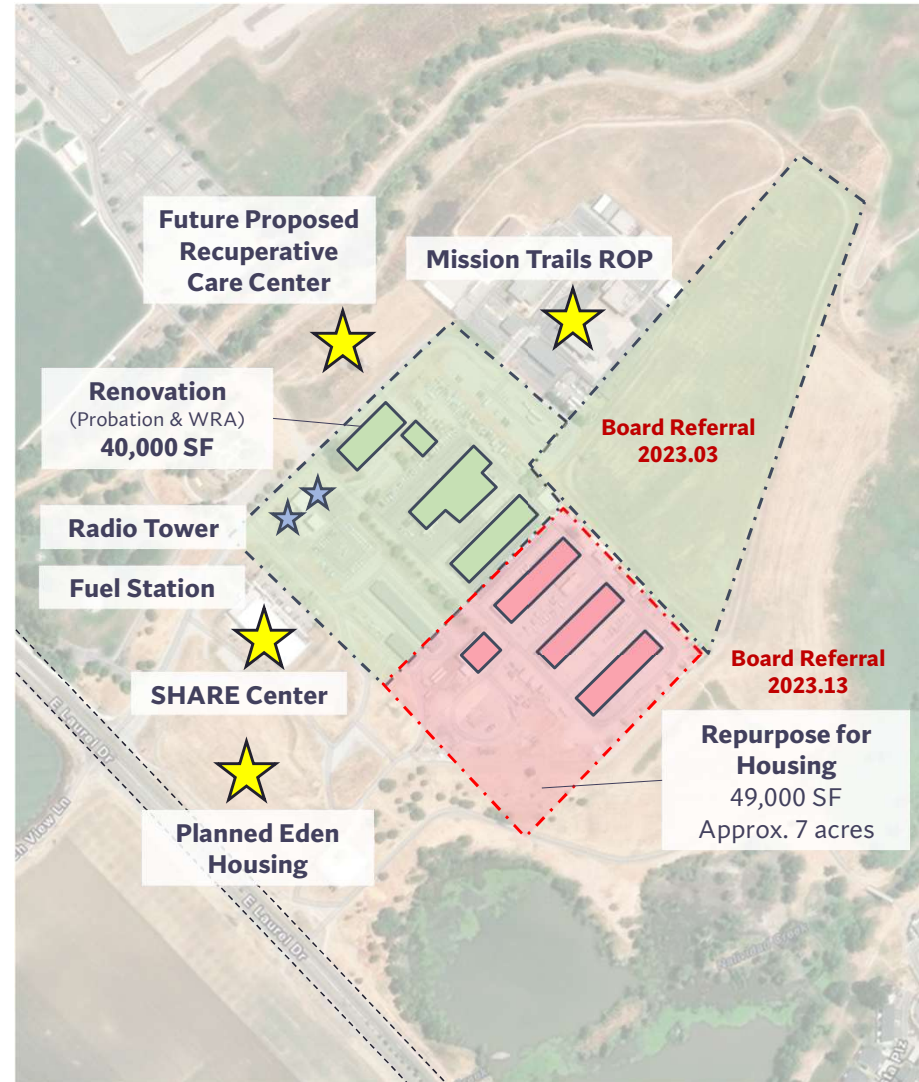 Future Proposed
Recuperative
Care Center
Mission Trails ROP
Renovation
(Probation & WRA)
40,000 SF
Board Referral
2023.03
Radio Tower
Fuel Station
SHARE Center
Board Referral
2023.13
Repurpose for
Housing
49,000 SF
Approx. 7 acres
Planned Eden
Housing
E Laurel Dr
View Ln
E Laurel Dr